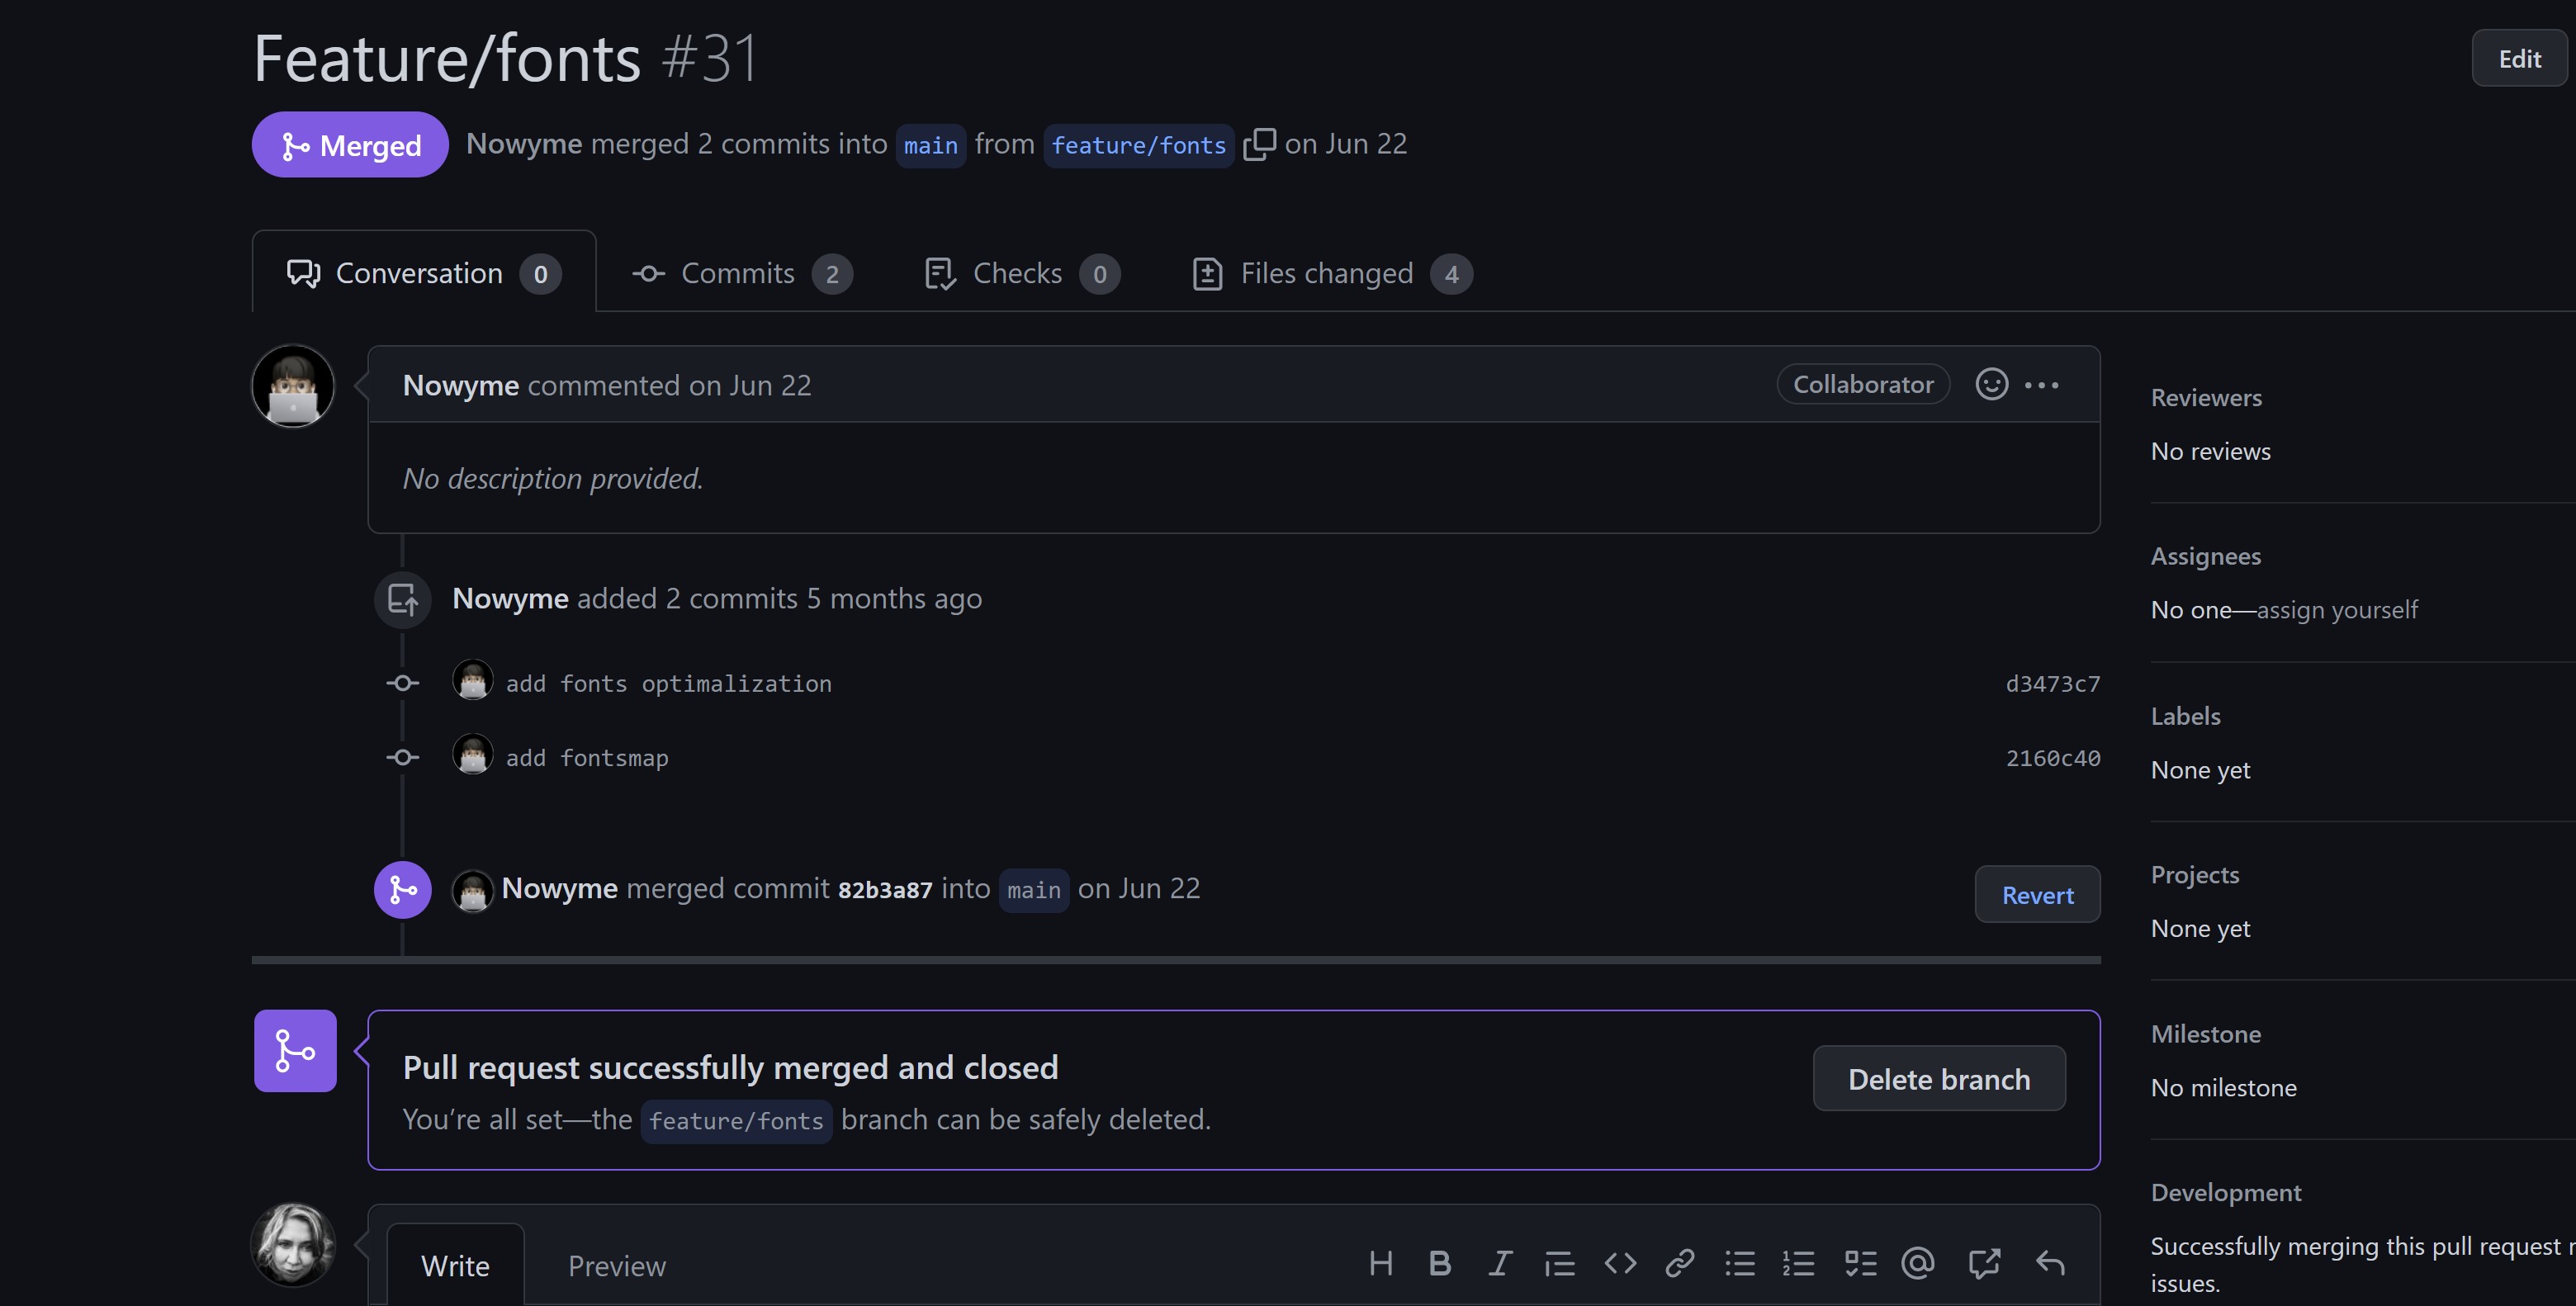 Feature/fonts #31
Edit
Merged
Nowyme merged 2 commits into main from feature/fonts on Jun 22
Conversation 0
Commits 2
Checks 0
Files changed 4
Nowyme commented on Jun 22
Collaborator
No description provided.
Nowyme added 2 commits 5 months ago
add fonts optimalization
d3473c7
add fontsmap
2160c40
Nowyme merged commit 82b3a87 into main on Jun 22
Revert
Pull request successfully merged and closed
You're all set—the feature/fonts branch can be safely deleted.
Delete branch
Write
Preview
Reviewers
No reviews
Assignees
No one—assign yourself
Labels
None yet
Projects
None yet
Milestone
No milestone
Development
Successfully merging this pull request
issues.